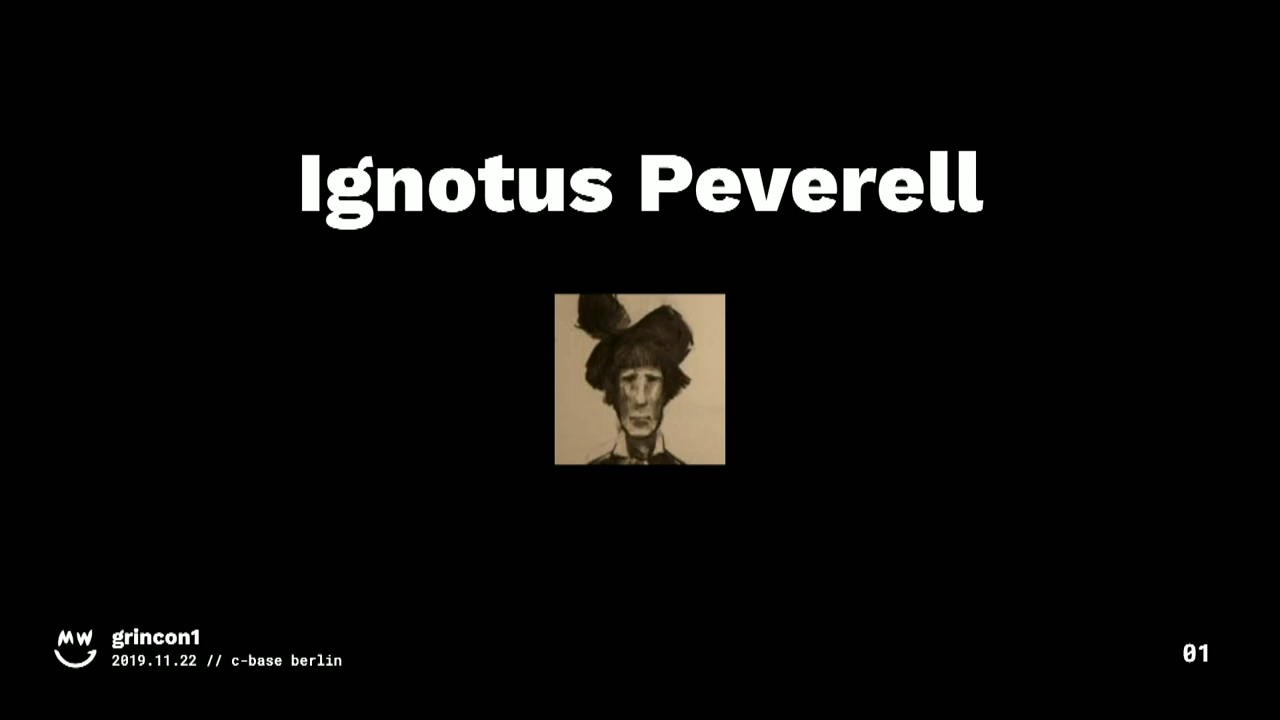 Ignotus Peverell
MW
grincon1
2019.11.22 // c-base berlin
01